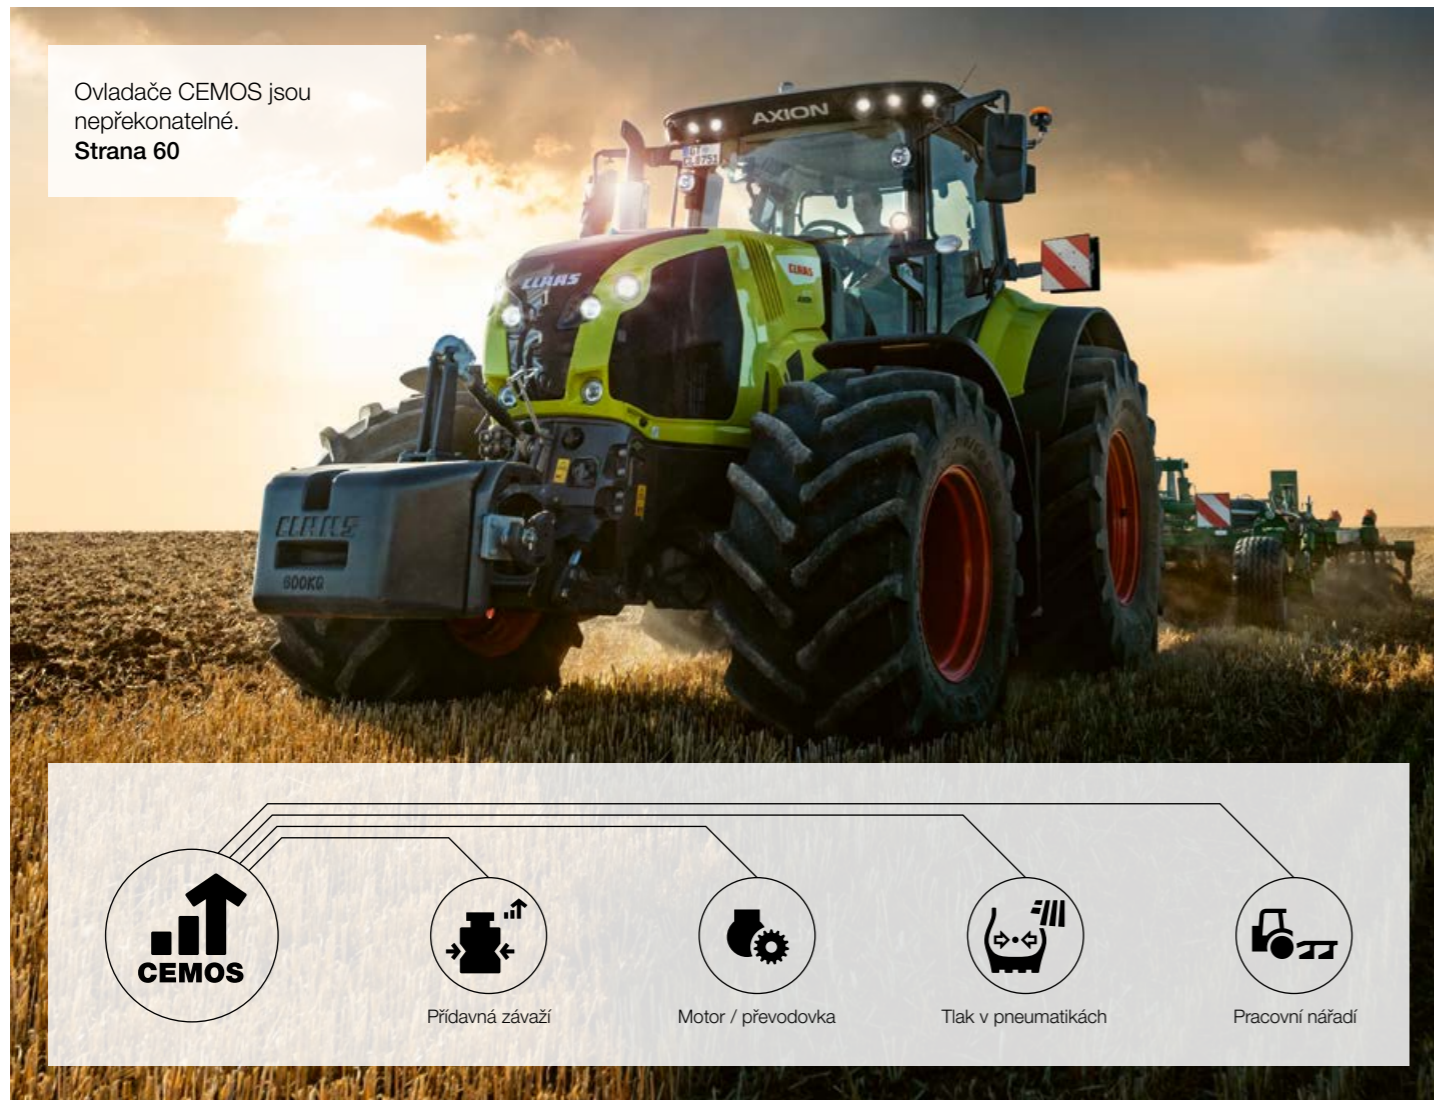 Ovladače CEMOS jsou
nepřekonatelné.
Strana 60
AXION
CLAAS
CLAAS
CLAAS
600KG
CEMOS
Přídavná závaží
Motor / převodovka
Tlak v pneumatikách
Pracovní nářadí